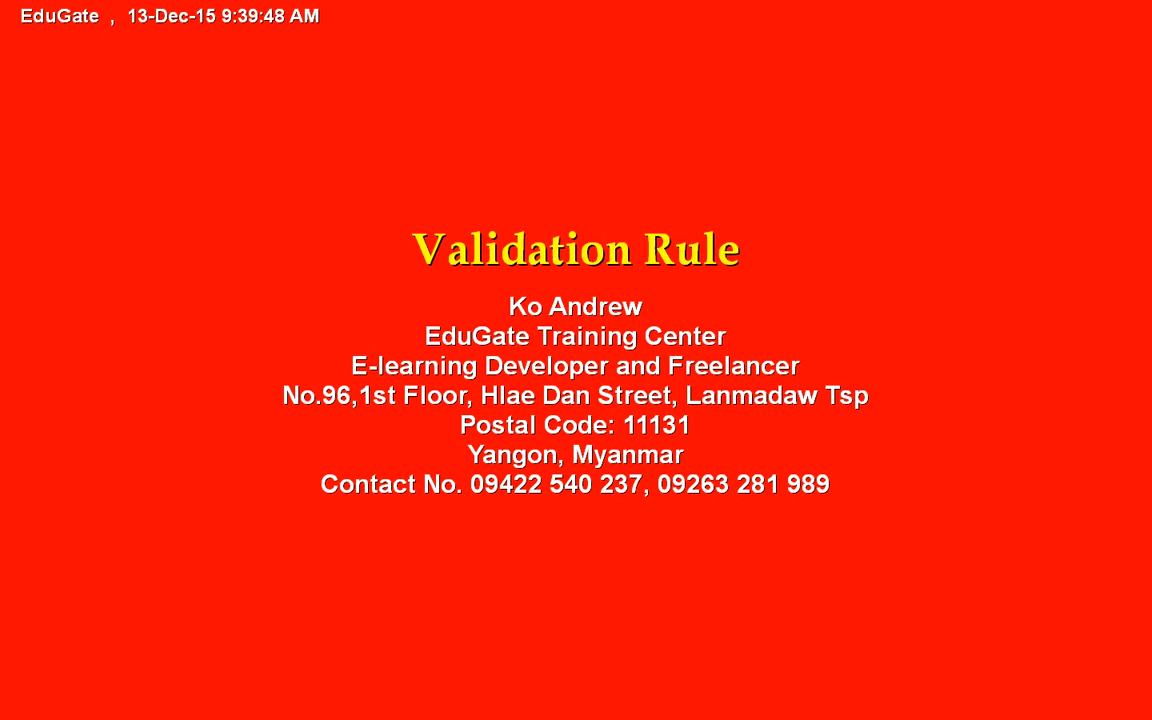 EduGate , 13-Dec-15 9:39:48 AM
Validation Rule
Ko Andrew
EduGate Training Center
E-learning Developer and Freelancer
No.96,1st Floor, Hlae Dan Street, Lanmadaw Tsp
Postal Code: 11131
Yangon, Myanmar
Contact No. 09422 540 237, 09263 281 989